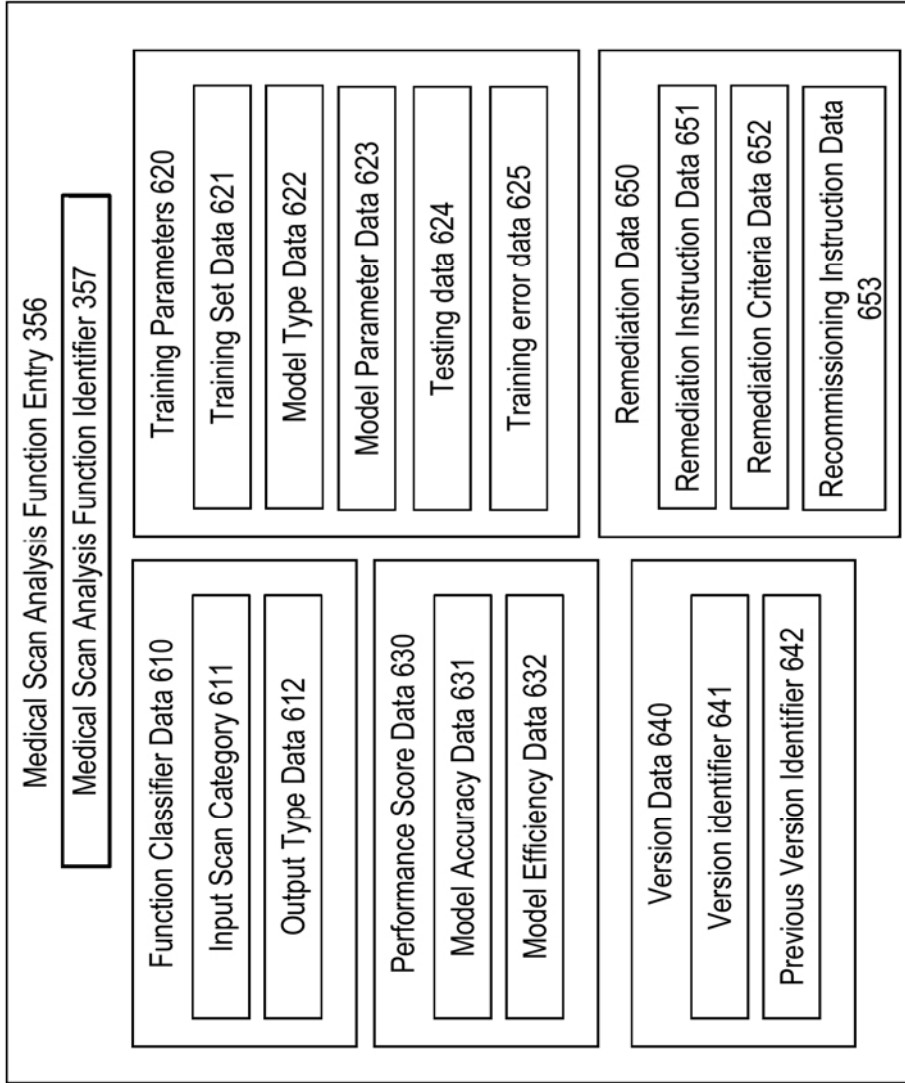 Medical Scan Analysis Function Entry 356
Medical Scan Analysis Function Identifier 357
Function Classifier Data 610
Input Scan Category 611
Output Type Data 612
Performance Score Data 630
Model Accuracy Data 631
Model Efficiency Data 632
Version Data 640
Version identifier 641
Previous Version Identifier 642
Training Parameters 620
Training Set Data 621
Model Type Data 622
Model Parameter Data 623
Testing data 624
Training error data 625
Remediation Data 650
Remediation Instruction Data 651
Remediation Criteria Data 652
Recommissioning Instruction Data
653